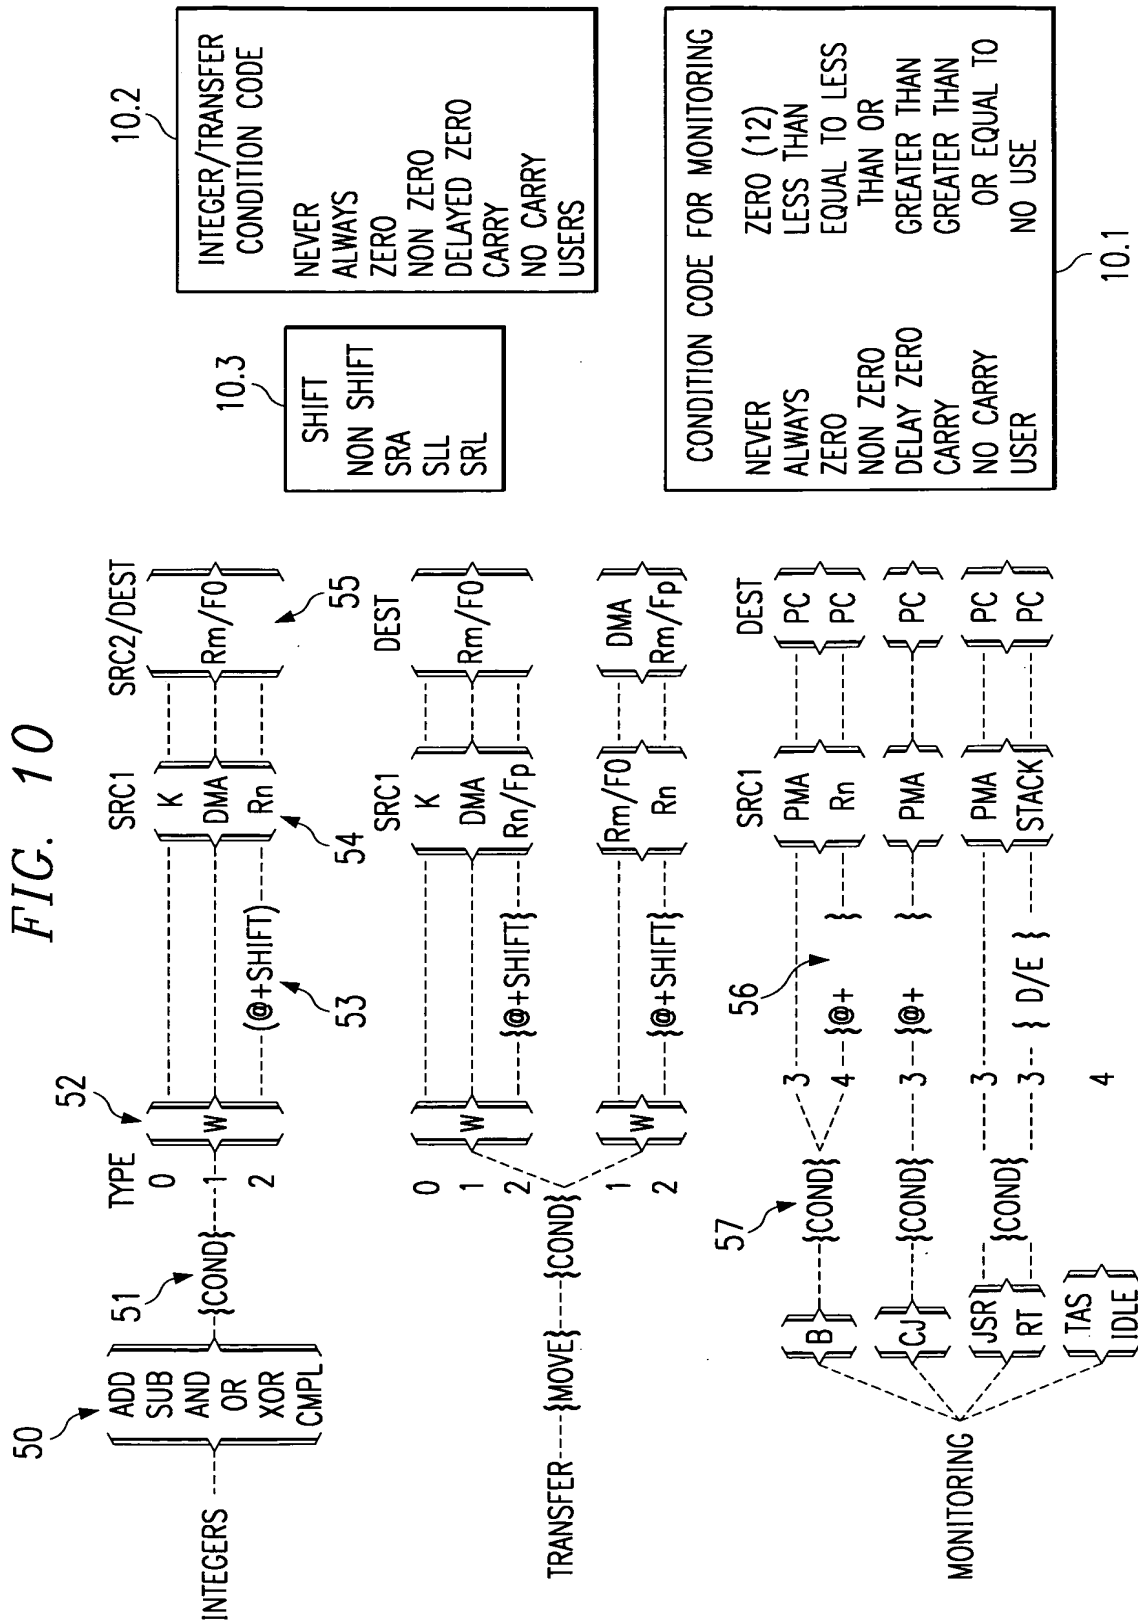 FIG. 10
INTEGERS
50
ADD
SUB
AND
OR
XOR
CMPL
51
{COND}
TYPE
0
1
2
52
W
(@+SHIFT)
53
SRC1
K
DMA
Rn
54
SRC2/DEST
Rm/F0
55
TRANSFER
{MOVE}
{COND}
0
1
2
W
{@+SHIFT}
SRC1
K
DMA
Rn/Fp
DEST
Rm/F0
1
2
W
{@+SHIFT}
Rm/F0
Rn
DMA
Rm/Fp
MONITORING
B
57
{COND}
3
4
{@+ }
56
SRC1
PMA
Rn
DEST
PC
PC
CJ
{COND}
3
{@+ }
PMA
PC
JSR
RT
{COND}
3
3
} D/E }
PMA
STACK
PC
PC
TAS
IDLE
4
10.3
SHIFT
NON SHIFT
SRA
SLL
SRL
10.2
INTEGER/TRANSFER
CONDITION CODE
NEVER
ALWAYS
ZERO
NON ZERO
DELAYED ZERO
CARRY
NO CARRY
USERS
CONDITION CODE FOR MONITORING
NEVER
ALWAYS
ZERO
NON ZERO
DELAY ZERO
CARRY
NO CARRY
USER
ZERO (12)
LESS THAN
EQUAL TO LESS
THAN OR
GREATER THAN
GREATER THAN
OR EQUAL TO
NO USE
10.1